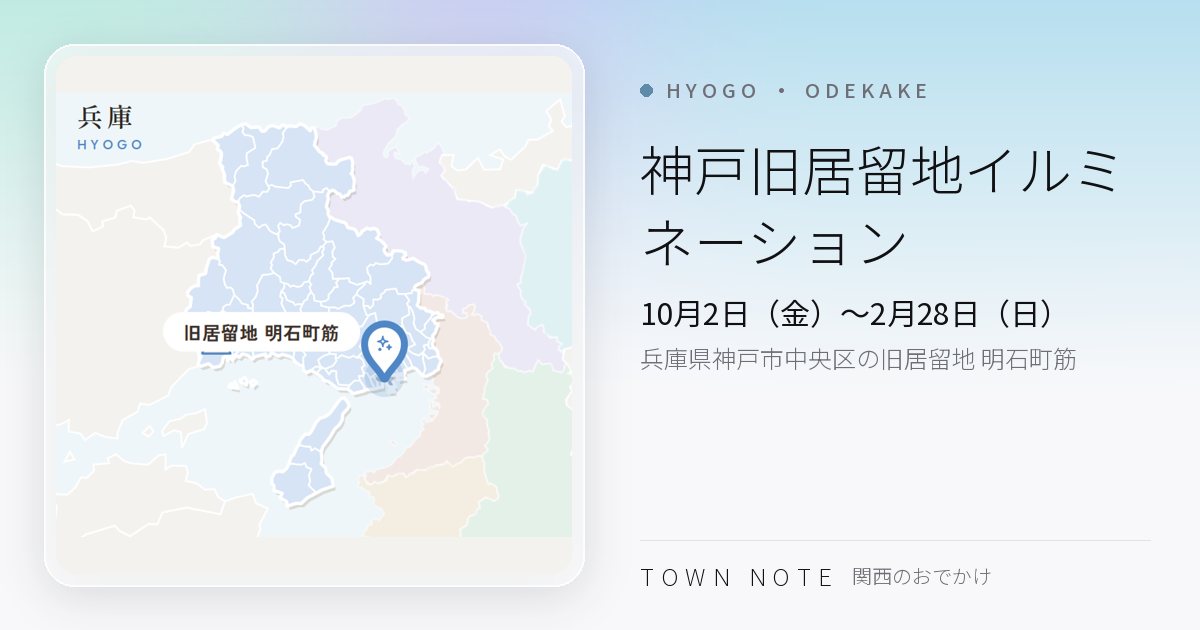 兵庫
HYOGO
旧居留地 明石町筋
HYOGO • ODEKAKE
神戸旧居留地イルミ
ネーション
10月2日（金）〜2月28日（日）
兵庫県神戸市中央区の旧居留地 明石町筋
TOWN NOTE 関西のおでかけ